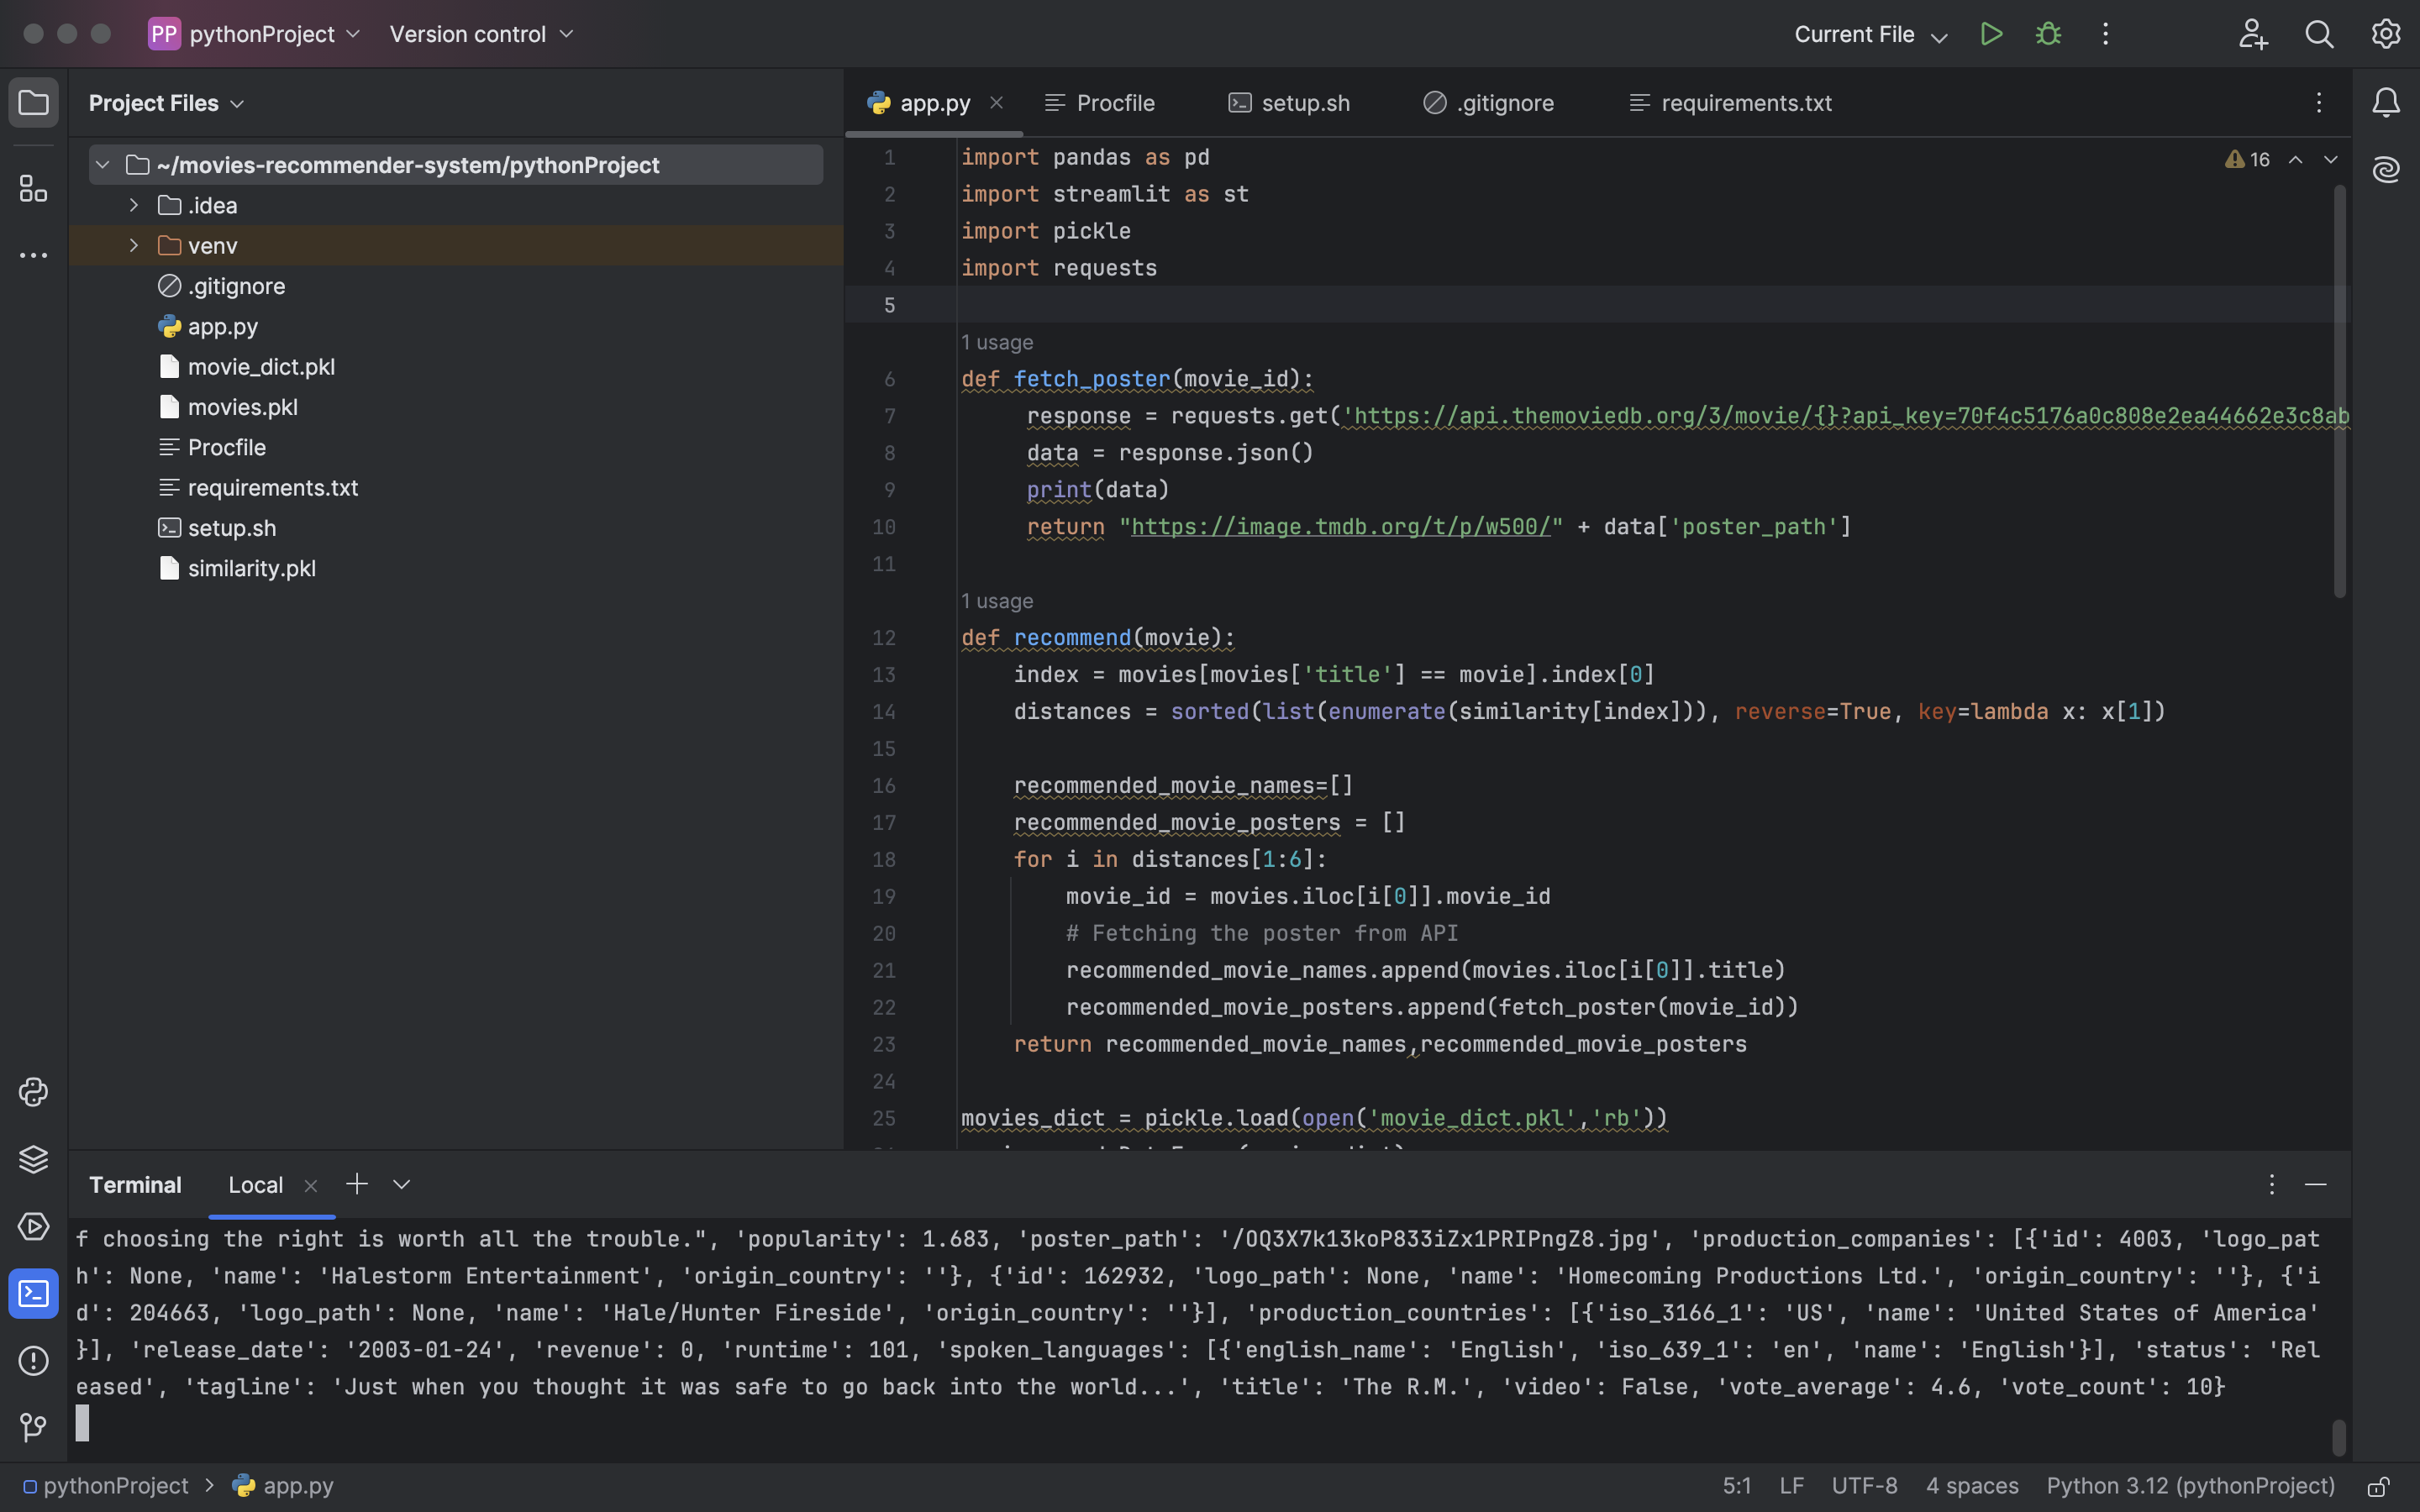 PP pythonProject Version control Current File
Project Files
~/movies-recommender-system/pythonProject
.idea
venv
.gitignore
app.py
movie_dict.pkl
movies.pkl
Procfile
requirements.txt
setup.sh
similarity.pkl
app.py Procfile setup.sh .gitignore requirements.txt
16
1 import pandas as pd
2 import streamlit as st
3 import pickle
4 import requests
5
1 usage
6 def fetch_poster(movie_id):
7 response = requests.get('https://api.themoviedb.org/3/movie/{}?api_key=70f4c5176a0c808e2ea44662e3c8ab
8 data = response.json()
9 print(data)
10 return "https://image.tmdb.org/t/p/w500/" + data['poster_path']
11
1 usage
12 def recommend(movie):
13 index = movies[movies['title'] == movie].index[0]
14 distances = sorted(list(enumerate(similarity[index])), reverse=True, key=lambda x: x[1])
15
16 recommended_movie_names=[]
17 recommended_movie_posters = []
18 for i in distances[1:6]:
19 movie_id = movies.iloc[i[0]].movie_id
20 # Fetching the poster from API
21 recommended_movie_names.append(movies.iloc[i[0]].title)
22 recommended_movie_posters.append(fetch_poster(movie_id))
23 return recommended_movie_names,recommended_movie_posters
24
25 movies_dict = pickle.load(open('movie_dict.pkl','rb'))
Terminal Local
f choosing the right is worth all the trouble.", 'popularity': 1.683, 'poster_path': '/OQ3X7k13koP833iZx1PRIPngZ8.jpg', 'production_companies': [{'id': 4003, 'logo_pat
h': None, 'name': 'Halestorm Entertainment', 'origin_country': ''}, {'id': 162932, 'logo_path': None, 'name': 'Homecoming Productions Ltd.', 'origin_country': ''}, {'i
d': 204663, 'logo_path': None, 'name': 'Hale/Hunter Fireside', 'origin_country': ''}], 'production_countries': [{'iso_3166_1': 'US', 'name': 'United States of America'
}], 'release_date': '2003-01-24', 'revenue': 0, 'runtime': 101, 'spoken_languages': [{'english_name': 'English', 'iso_639_1': 'en', 'name': 'English'}], 'status': 'Rel
eased', 'tagline': 'Just when you thought it was safe to go back into the world...', 'title': 'The R.M.', 'video': False, 'vote_average': 4.6, 'vote_count': 10}
pythonProject > app.py 5:1 LF UTF-8 4 spaces Python 3.12 (pythonProject)